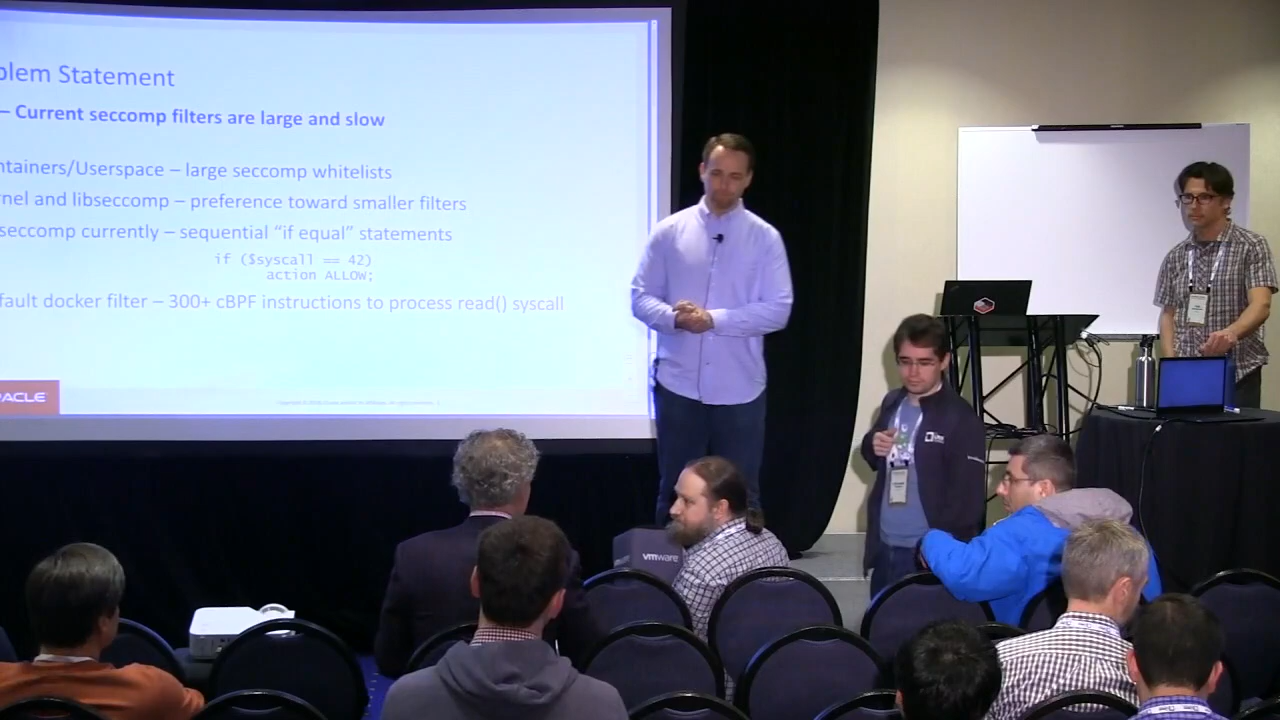 blem Statement
– Current seccomp filters are large and slow
ntainers/Userspace – large seccomp whitelists
rnel and libseccomp – preference toward smaller filters
seccomp currently – sequential “if equal” statements
if ($syscall == 42)
action ALLOW;
fault docker filter – 300+ cBPF instructions to process read() syscall
ACLE
vmware